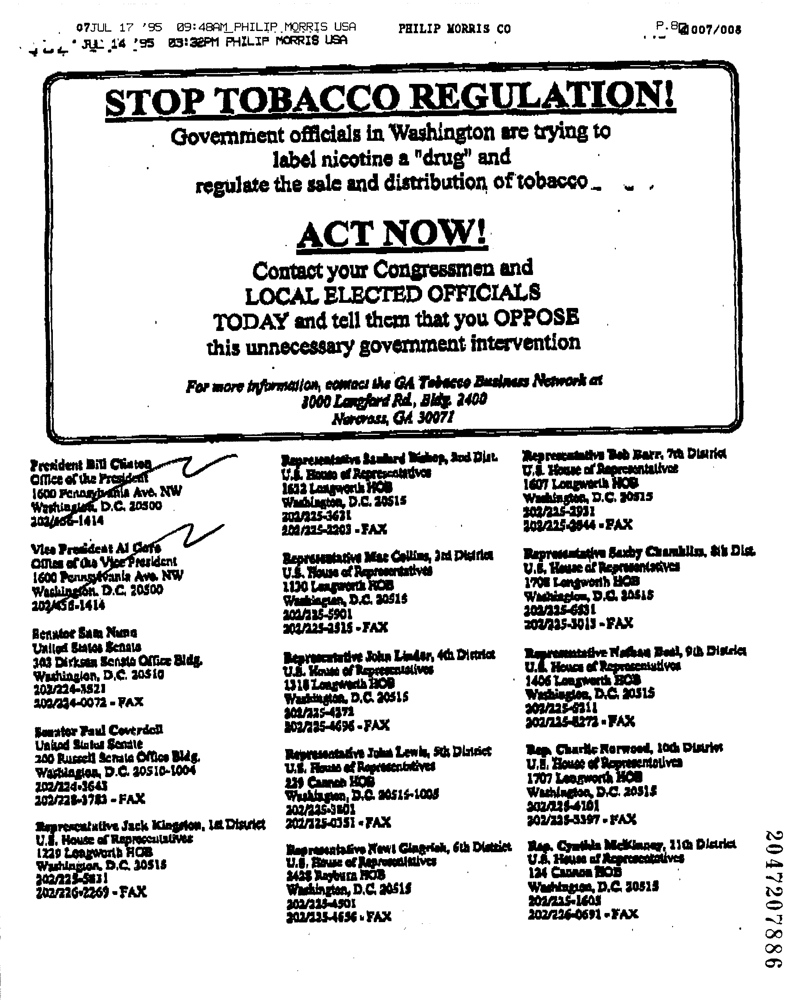 07JUL 17 '95 09:48AM PHILIP MORRIS USA
PHILIP MORRIS CO
P.8 007/008
JUL 14 '95 03:32PM PHILIP MORRIS USA
STOP TOBACCO REGULATION!
Government officials in Washington are trying to
label nicotine a "drug" and
regulate the sale and distribution of tobacco
ACT NOW!
Contact your Congressmen and
LOCAL ELECTED OFFICIALS
TODAY and tell them that you OPPOSE
this unnecessary government intervention
For more information, contact the GA Tobacco Business Network at
3000 Langford Rd., Bldg. 2400
Norcross, GA 30071
President Bill Clinton
Office of the President
1600 Pennsylvania Ave. NW
Washington, D.C. 20500
202/456-1414
Vice President Al Gore
Office of the Vice President
1600 Pennsylvania Ave. NW
Washington, D.C. 20500
202/456-1414
Senator Sam Nunn
United States Senate
303 Dirksen Senate Office Bldg.
Washington, D.C. 20510
202/224-3521
202/224-0072 - FAX
Senator Paul Coverdell
United States Senate
200 Russell Senate Office Bldg.
Washington, D.C. 20510-1004
202/224-3643
202/228-3783 - FAX
Representative Jack Kingston, 1st District
U.S. House of Representatives
1229 Longworth HOB
Washington, D.C. 20515
202/225-5831
202/226-2269 - FAX
Representative Sanford Bishop, 2nd Dist.
U.S. House of Representatives
1632 Longworth HOB
Washington, D.C. 20515
202/225-3631
202/225-2203 - FAX
Representative Mac Collins, 3rd District
U.S. House of Representatives
1130 Longworth HOB
Washington, D.C. 20515
202/225-5901
202/225-2515 - FAX
Representative John Linder, 4th District
U.S. House of Representatives
1318 Longworth HOB
Washington, D.C. 20515
202/225-4272
202/225-4696 - FAX
Representative John Lewis, 5th District
U.S. House of Representatives
229 Cannon HOB
Washington, D.C. 20515-1005
202/225-3801
202/225-0351 - FAX
Representative Newt Gingrich, 6th District
U.S. House of Representatives
2428 Rayburn HOB
Washington, D.C. 20515
202/225-4501
202/225-4656 - FAX
Representative Bob Barr, 7th District
U.S. House of Representatives
1607 Longworth HOB
Washington, D.C. 20515
202/225-2931
202/225-2944 - FAX
Representative Saxby Chambliss, 8th Dist.
U.S. House of Representatives
1708 Longworth HOB
Washington, D.C. 20515
202/225-6531
202/225-3013 - FAX
Representative Nathan Deal, 9th District
U.S. House of Representatives
1406 Longworth HOB
Washington, D.C. 20515
202/225-5211
202/225-8272 - FAX
Rep. Charlie Norwood, 10th District
U.S. House of Representatives
1707 Longworth HOB
Washington, D.C. 20515
202/225-4101
202/225-3397 - FAX
Rep. Cynthia McKinney, 11th District
U.S. House of Representatives
124 Cannon HOB
Washington, D.C. 20515
202/225-1605
202/226-0691 - FAX
2047207886